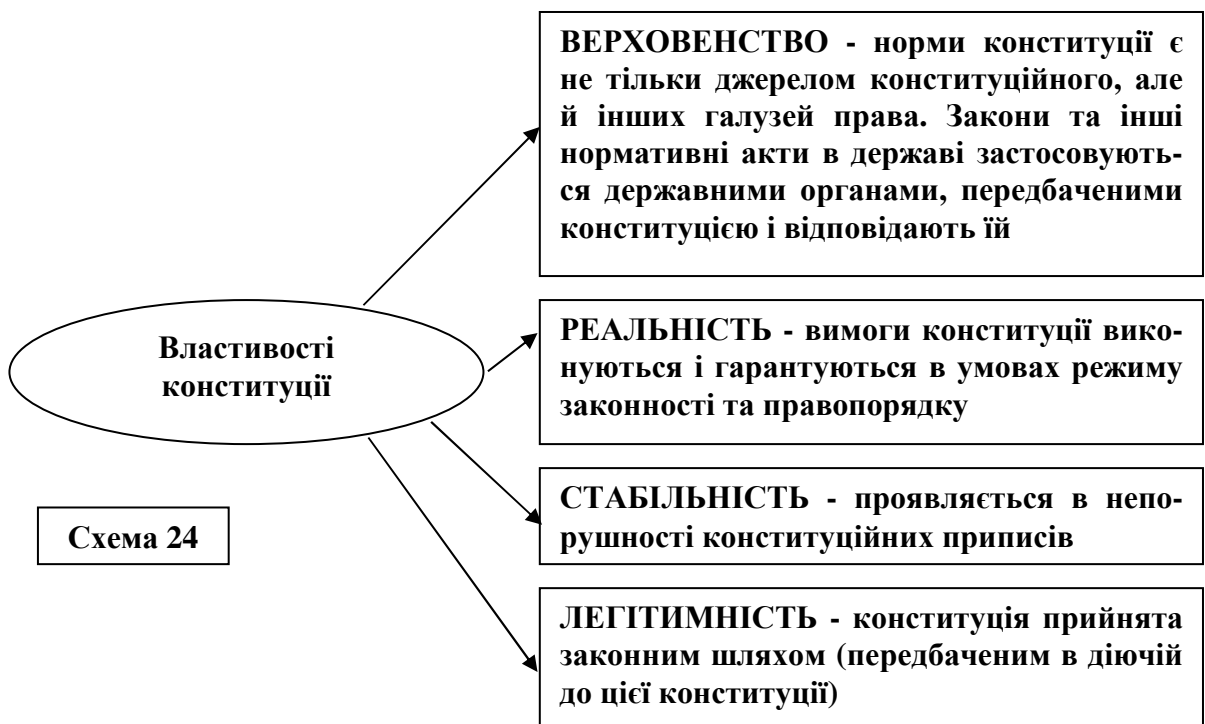 ВЕРХОВЕНСТВО - норми конституції є
не тільки джерелом конституційного, але
й інших галузей права. Закони та інші
нормативні акти в державі застосовують-
ся державними органами, передбаченими
конституцією і відповідають їй
Властивості
конституції
РЕАЛЬНІСТЬ - вимоги конституції вико-
нуються і гарантуються в умовах режиму
законності та правопорядку
СТАБІЛЬНІСТЬ - проявляється в непо-
рушності конституційних приписів
Схема 24
ЛЕГІТИМНІСТЬ - конституція прийнята
законним шляхом (передбаченим в діючій
до цієї конституції)